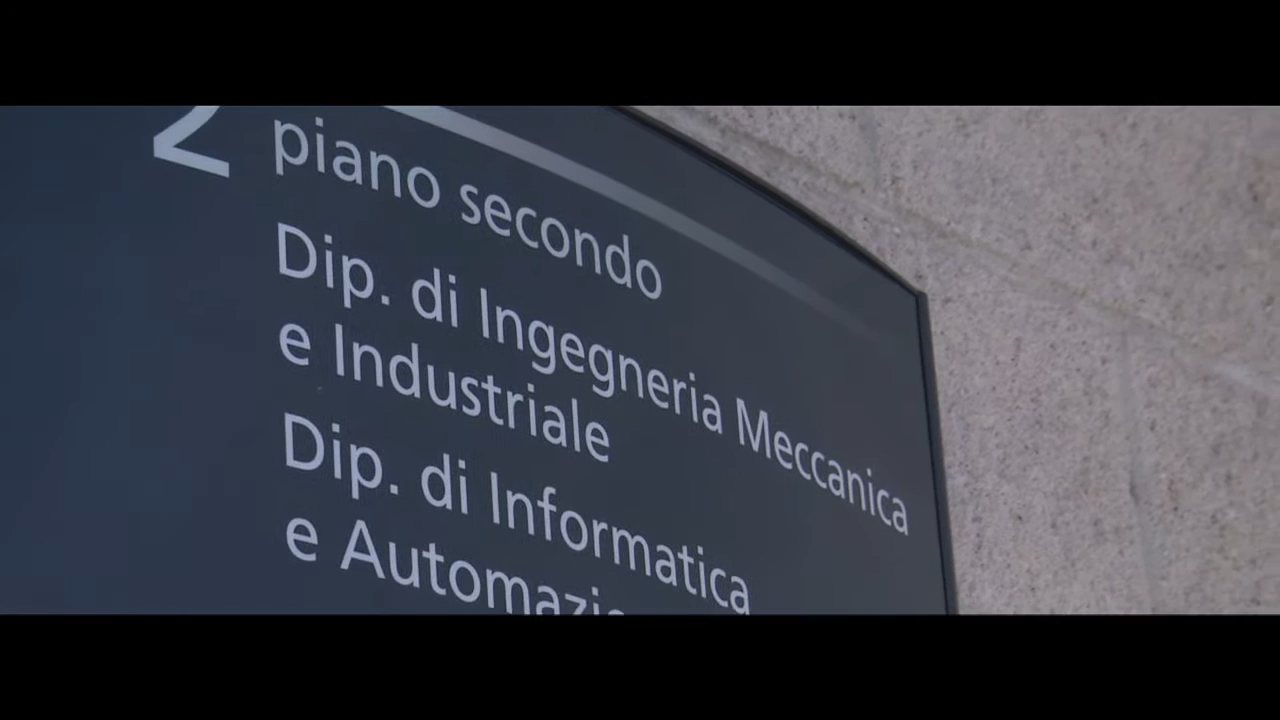 2 piano secondo
Dip. di Ingegneria Meccanica
e Industriale
Dip. di Informatica
e